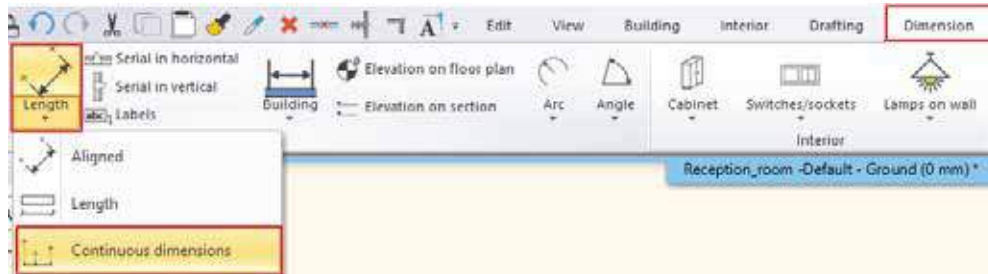 Edit View Building Interior Drafting Dimension
Serial in horizontal
Serial in vertical
Labels
Length
Building
Elevation on floor plan
Elevation on section
Arc Angle Cabinet Switches/sockets Lamps on wall
Interior
Reception_room -Default - Ground (0 mm) *
Aligned
Length
Continuous dimensions